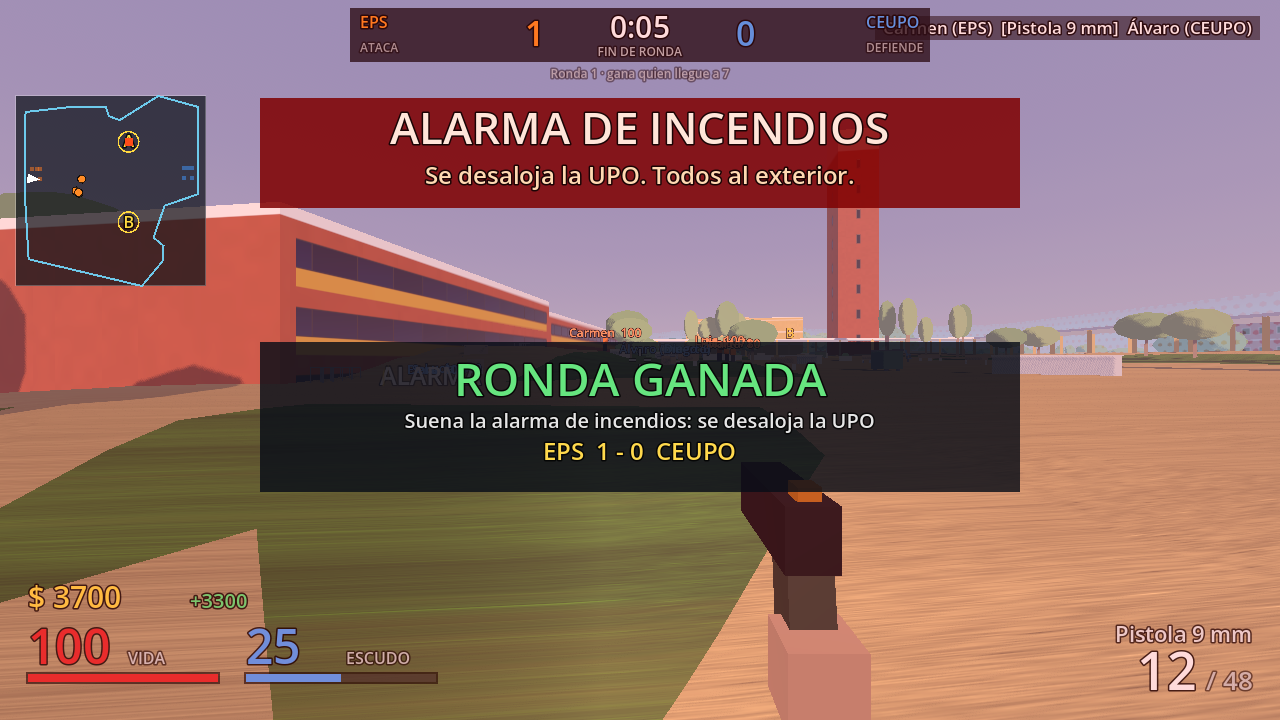 EPS
ATACA
1
0:05
FIN DE RONDA
0
CEUPO
DEFIENDE
(EPS) [Pistola 9 mm] Álvaro (CEUPO)
Ronda 1 · gana quien llegue a 7
A
B
ALARMA DE INCENDIOS
Se desaloja la UPO. Todos al exterior.
Carmen 100
B
RONDA GANADA
Suena la alarma de incendios: se desaloja la UPO
EPS 1 - 0 CEUPO
$ 3700
+3300
100 VIDA
25 ESCUDO
Pistola 9 mm
12 / 48